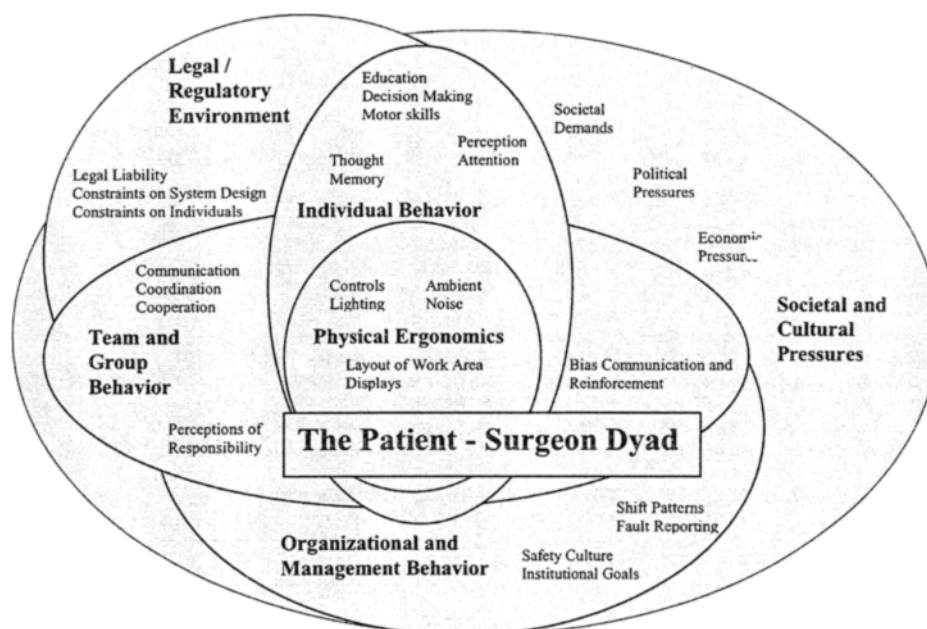 Legal /
Regulatory
Environment
Education
Decision Making
Motor skills
Societal
Demands
Perception
Attention
Thought
Memory
Political
Pressures
Legal Liability
Constraints on System Design
Constraints on Individuals
Individual Behavior
Economic
Pressures
Communication
Coordination
Cooperation
Controls
Lighting
Ambient
Noise
Societal and
Cultural
Pressures
Team and
Group
Behavior
Physical Ergonomics
Layout of Work Area
Displays
Bias Communication and
Reinforcement
Perceptions of
Responsibility
The Patient - Surgeon Dyad
Shift Patterns
Fault Reporting
Organizational and
Management Behavior
Safety Culture
Institutional Goals